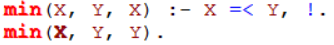 min(X, Y, X) :- X =< Y, !.
min(X, Y, Y).